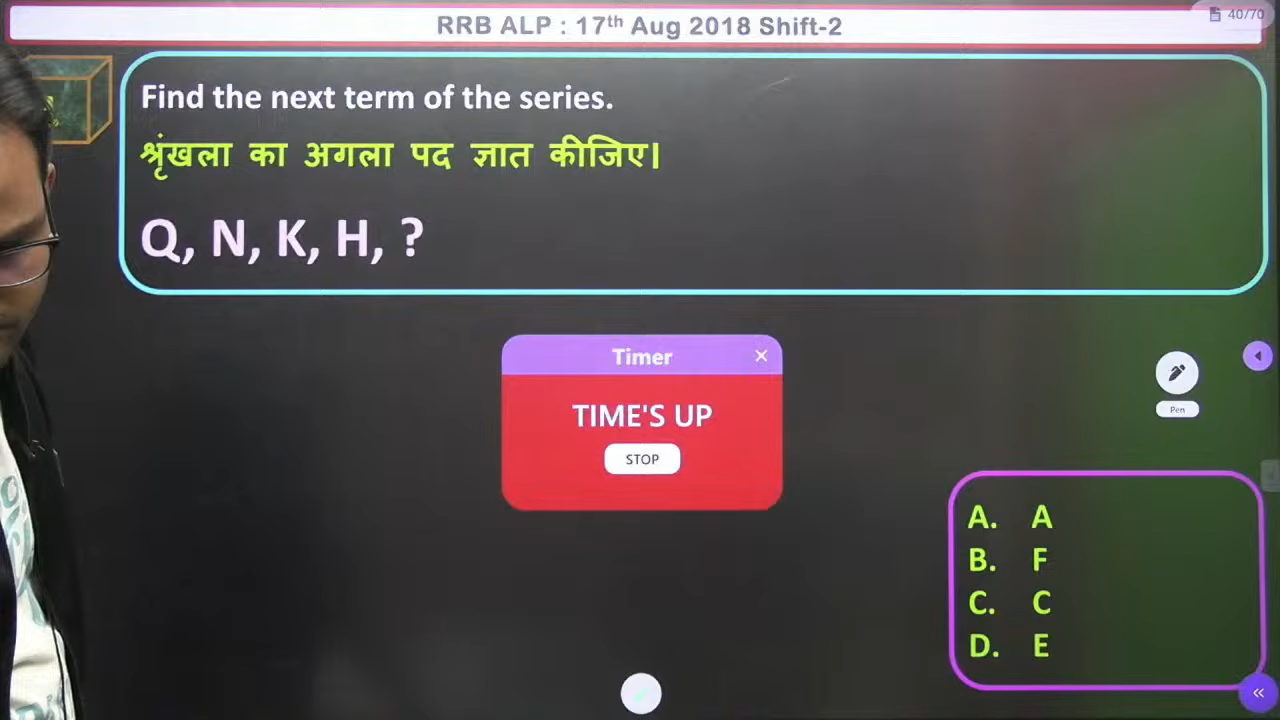 RRB ALP : 17th Aug 2018 Shift-2
40/70
Find the next term of the series.
श्रृंखला का अगला पद ज्ञात कीजिए।
Q, N, K, H, ?
Timer
TIME'S UP
STOP
Pen
A. A
B. F
C. C
D. E